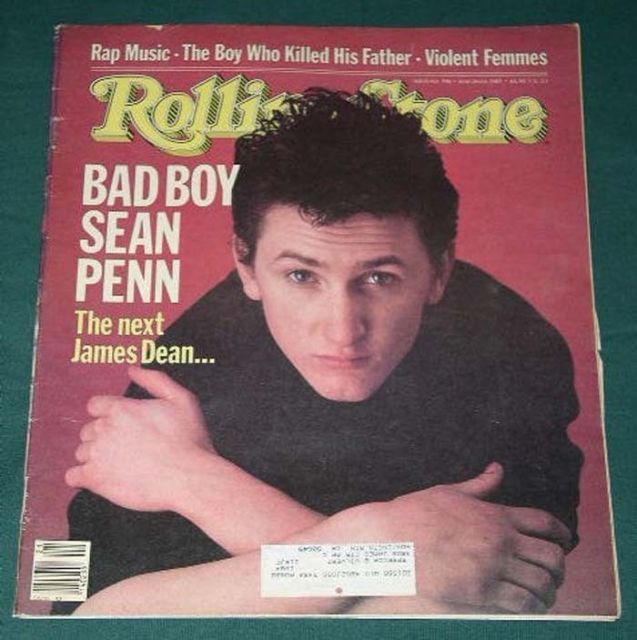 Rap Music • The Boy Who Killed His Father • Violent Femmes
Rolling Stone
BAD BOY
SEAN
PENN
The next
James Dean...